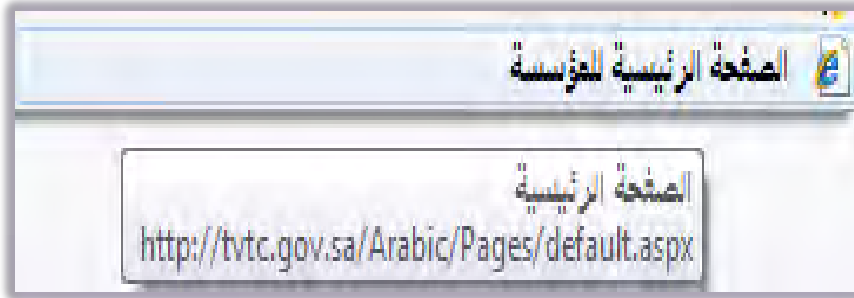 الصفحة الرئيسية للمؤسسة
الصفحة الرئيسية
http://tvtc.gov.sa/Arabic/Pages/default.aspx